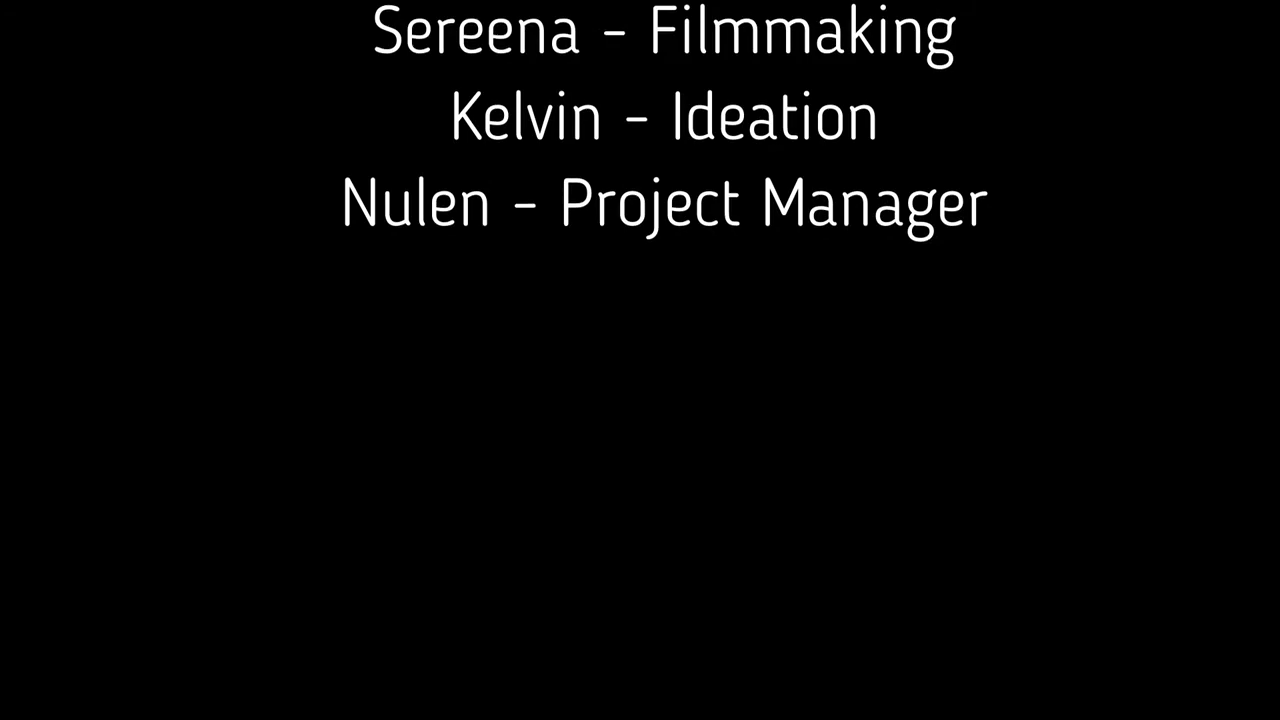 Sereena - Filmmaking
Kelvin - Ideation
Nulen - Project Manager